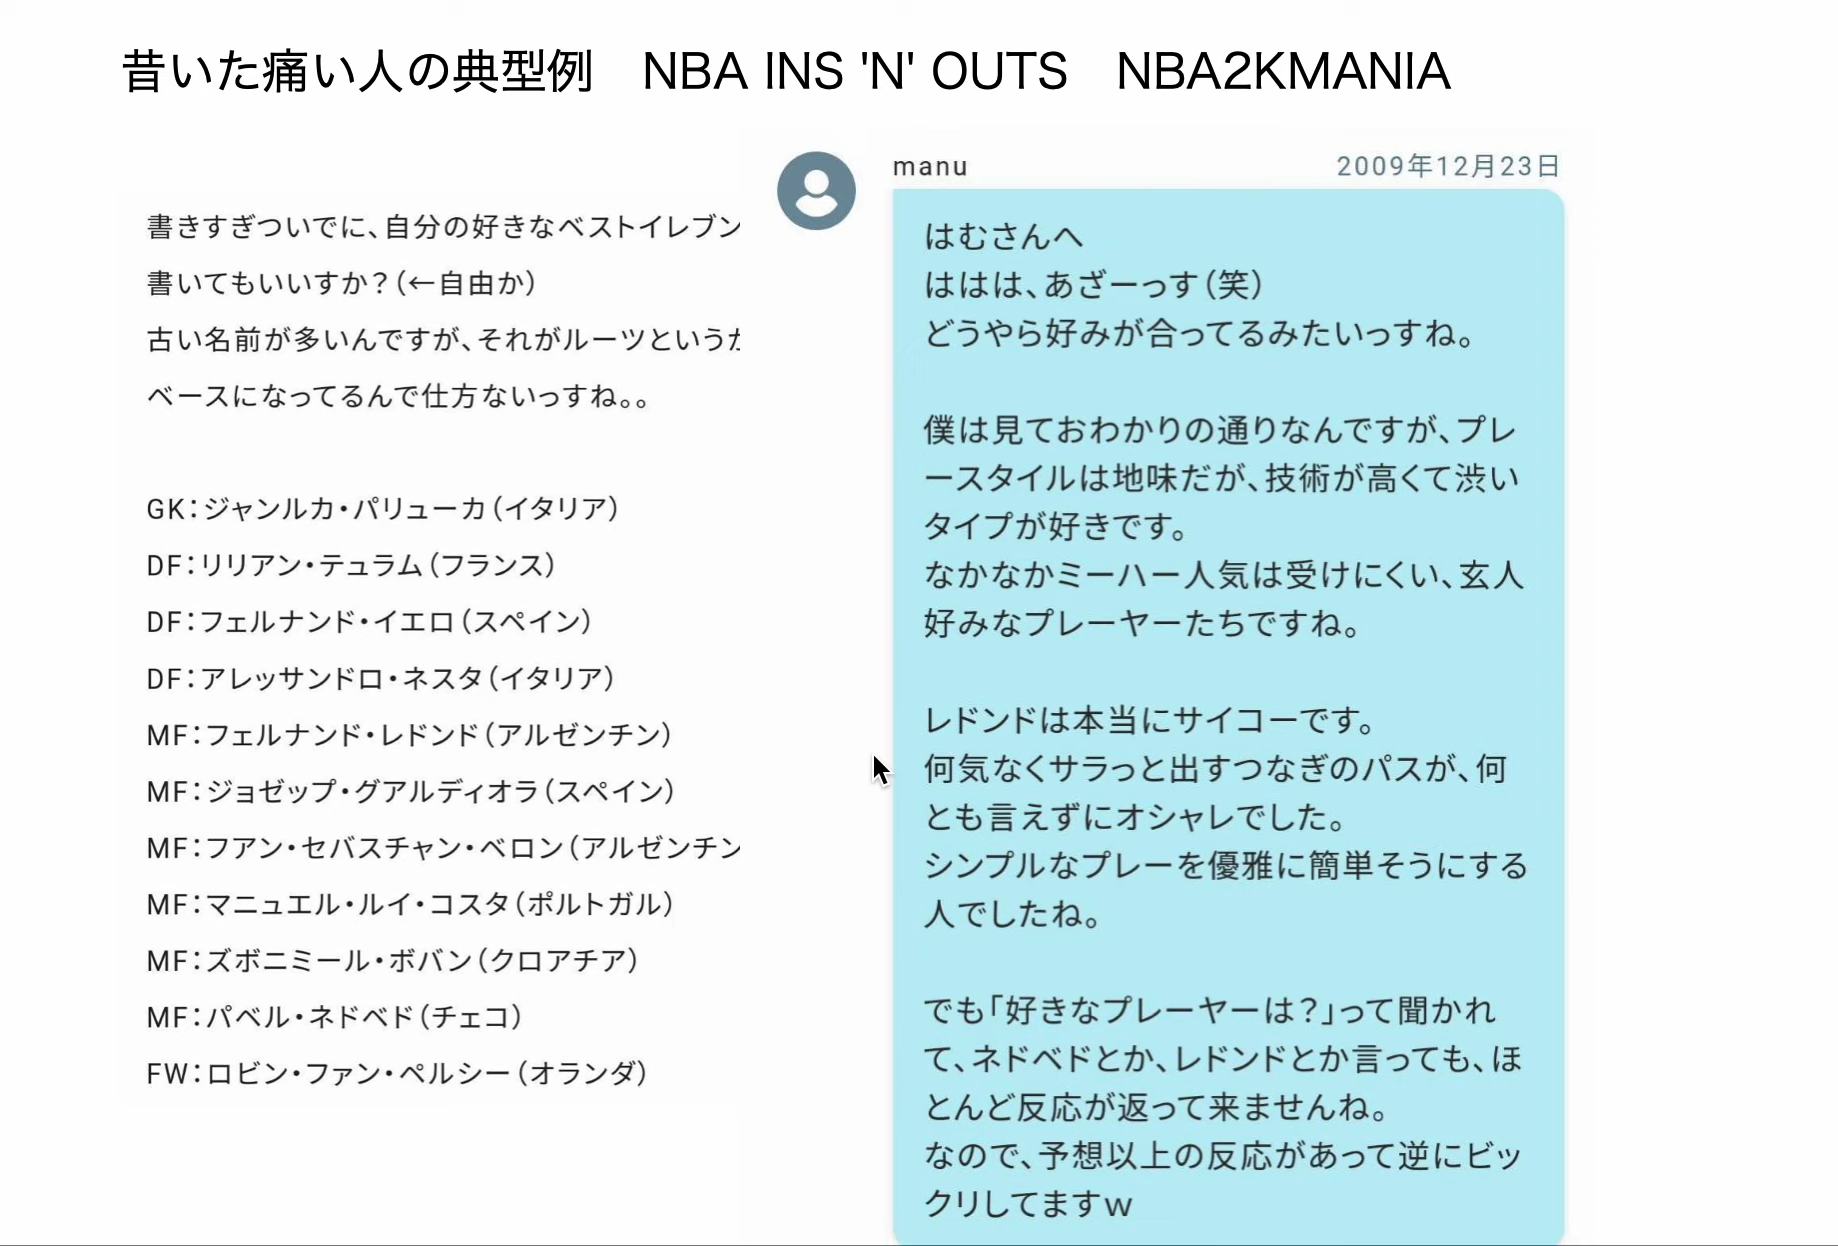 昔いた痛い人の典型例　NBA INS 'N' OUTS　NBA2KMANIA
書きすぎついでに、自分の好きなベストイレブン
書いてもいいすか？（←自由か）
古い名前が多いんですが、それがルーツというか
ベースになってるんで仕方ないっすね。。
GK：ジャンルカ・パリューカ（イタリア）
DF：リリアン・テュラム（フランス）
DF：フェルナンド・イエロ（スペイン）
DF：アレッサンドロ・ネスタ（イタリア）
MF：フェルナンド・レドンド（アルゼンチン）
MF：ジョゼップ・グアルディオラ（スペイン）
MF：フアン・セバスチャン・ベロン（アルゼンチン
MF：マニュエル・ルイ・コスタ（ポルトガル）
MF：ズボニミール・ボバン（クロアチア）
MF：パベル・ネドベド（チェコ）
FW：ロビン・ファン・ペルシー（オランダ）
manu
2009年12月23日
はむさんへ
ははは、あざーっす（笑）
どうやら好みが合ってるみたいっすね。
僕は見ておわかりの通りなんですが、プレ
ースタイルは地味だが、技術が高くて渋い
タイプが好きです。
なかなかミーハー人気は受けにくい、玄人
好みなプレーヤーたちですね。
レドンドは本当にサイコーです。
何気なくサラっと出すつなぎのパスが、何
とも言えずにオシャレでした。
シンプルなプレーを優雅に簡単そうにする
人でしたね。
でも「好きなプレーヤーは？」って聞かれ
て、ネドベドとか、レドンドとか言っても、ほ
とんど反応が返って来ませんね。
なので、予想以上の反応があって逆にビッ
クリしてますｗ